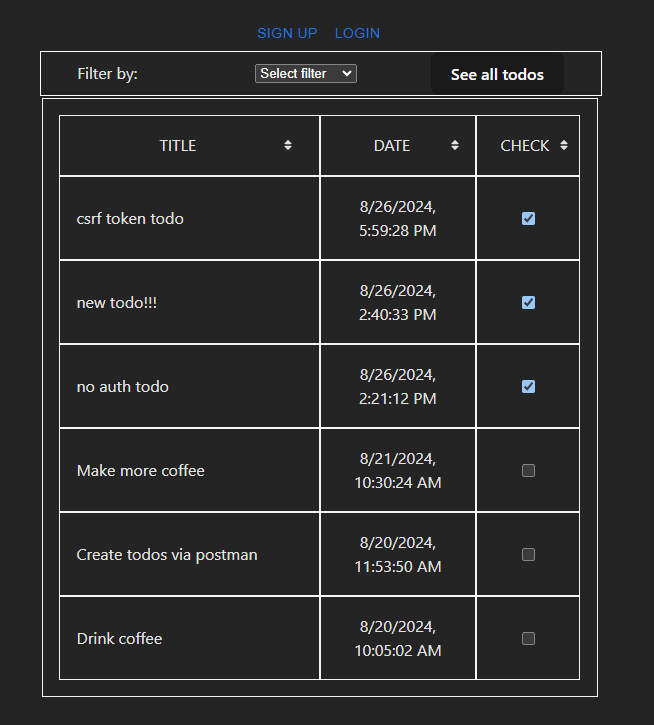 SIGN UP LOGIN
Filter by: Select filter See all todos
TITLE DATE CHECK
csrf token todo 8/26/2024, 5:59:28 PM
new todo!!! 8/26/2024, 2:40:33 PM
no auth todo 8/26/2024, 2:21:12 PM
Make more coffee 8/21/2024, 10:30:24 AM
Create todos via postman 8/20/2024, 11:53:50 AM
Drink coffee 8/20/2024, 10:05:02 AM